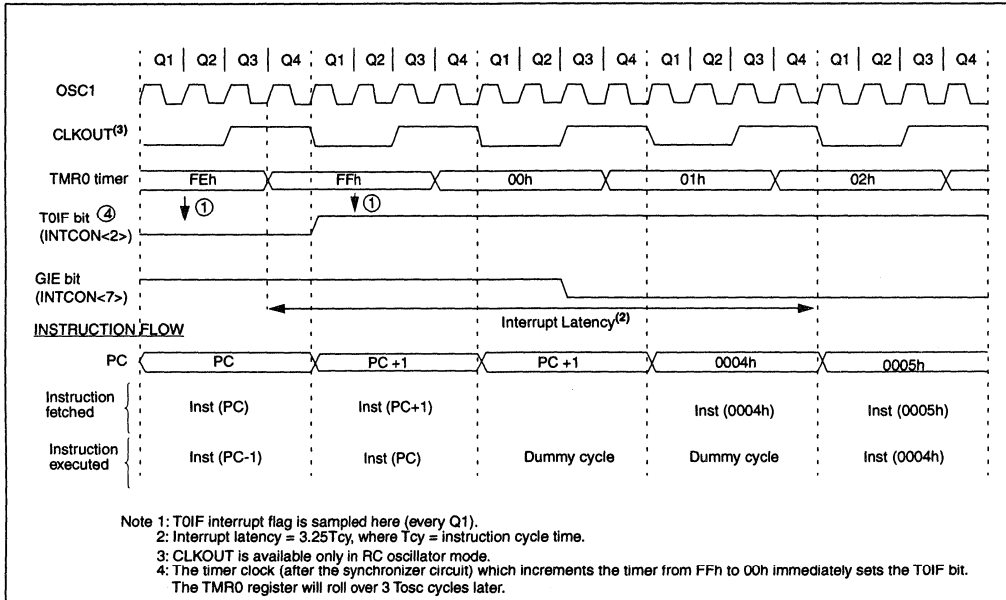 Q1 Q2 Q3 Q4 Q1 Q2 Q3 Q4 Q1 Q2 Q3 Q4 Q1 Q2 Q3 Q4 Q1 Q2 Q3 Q4
OSC1
CLKOUT(3)
TMR0 timer FEh FFh 00h 01h 02h
1 1
T0IF bit 4
(INTCON<2>)
GIE bit
(INTCON<7>)
Interrupt Latency(2)
INSTRUCTION FLOW
PC PC PC +1 PC +1 0004h 0005h
Instruction
fetched
Inst (PC) Inst (PC+1) Inst (0004h) Inst (0005h)
Instruction
executed
Inst (PC-1) Inst (PC) Dummy cycle Dummy cycle Inst (0004h)
Note 1: T0IF interrupt flag is sampled here (every Q1).
2: Interrupt latency = 3.25Tcy, where Tcy = instruction cycle time.
3: CLKOUT is available only in RC oscillator mode.
4: The timer clock (after the synchronizer circuit) which increments the timer from FFh to 00h immediately sets the T0IF bit.
The TMR0 register will roll over 3 Tosc cycles later.